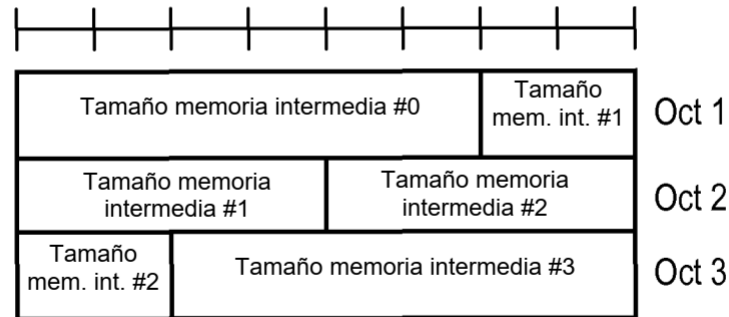 Tamaño memoria intermedia #0
Tamaño
mem. int. #1
Oct 1
Tamaño memoria
intermedia #1
Tamaño memoria
intermedia #2
Oct 2
Tamaño
mem. int. #2
Tamaño memoria intermedia #3
Oct 3